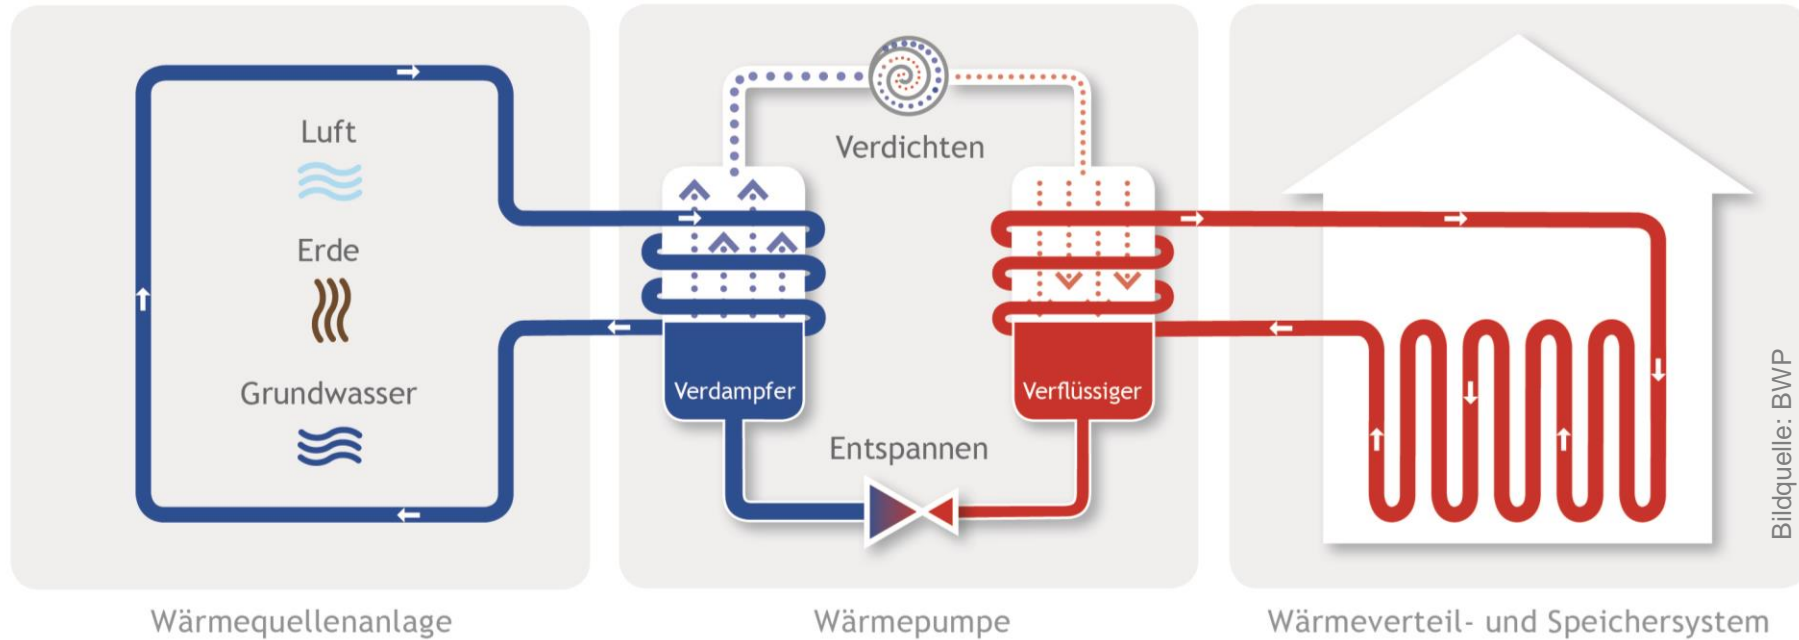 Luft
Erde
Grundwasser
Wärmequellenanlage
Verdichten
Verdampfer
Verflüssiger
Entspannen
Wärmepumpe
Wärmeverteil- und Speichersystem
Bildquelle: BWP